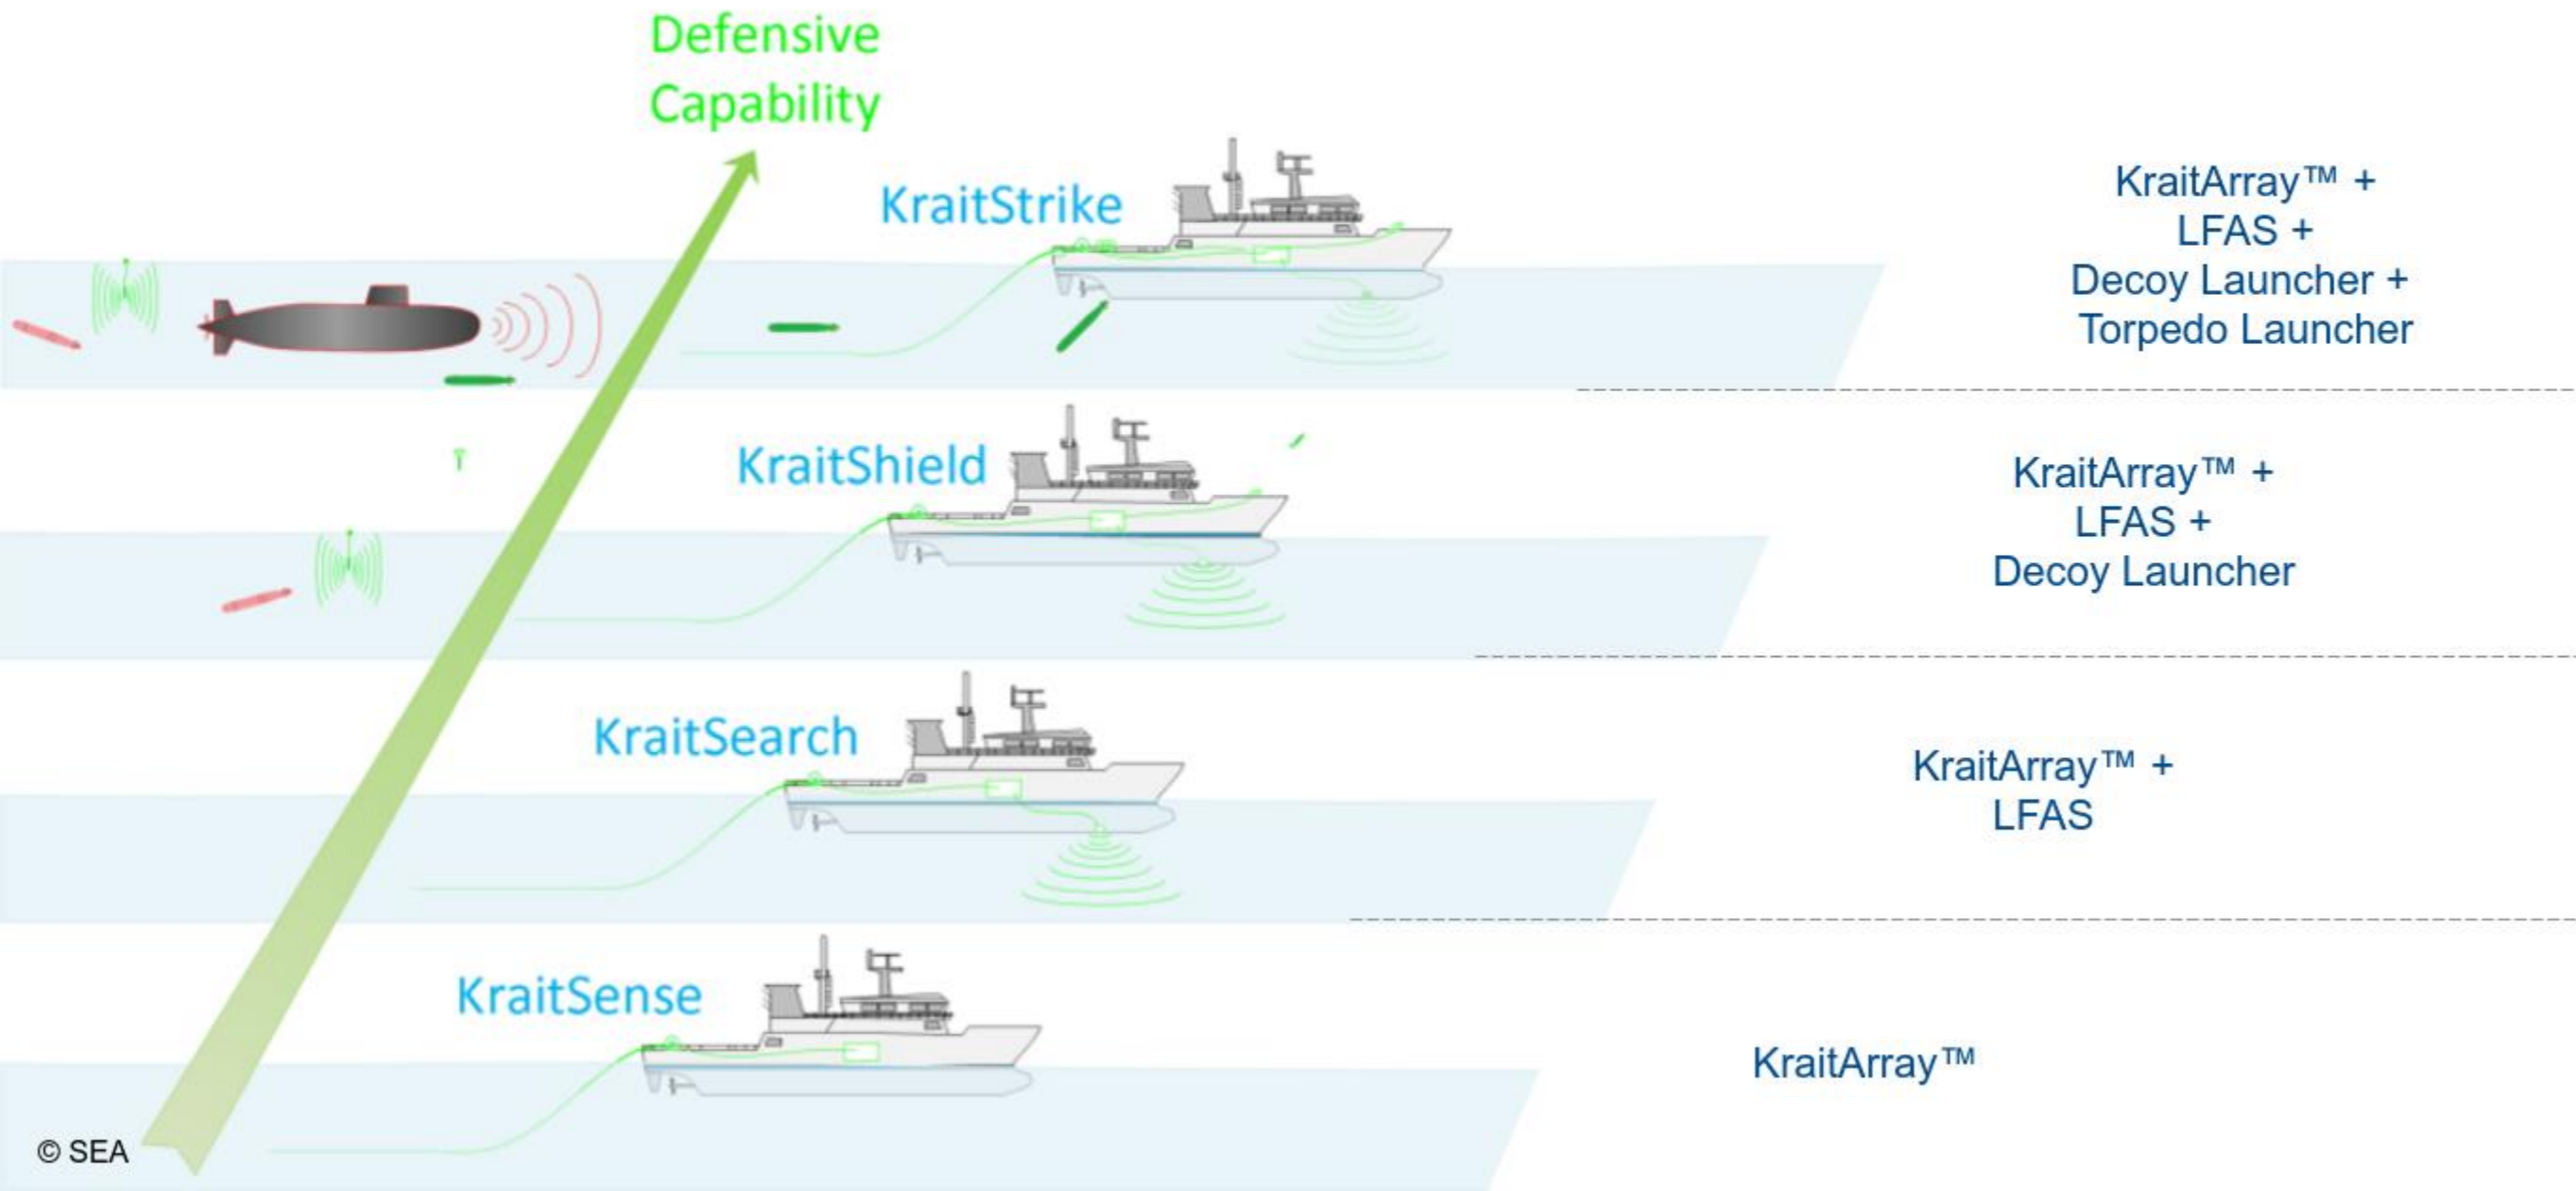 Defensive
Capability
KraitStrike
KraitArray™ +
LFAS +
Decoy Launcher +
Torpedo Launcher
KraitShield
KraitArray™ +
LFAS +
Decoy Launcher
KraitSearch
KraitArray™ +
LFAS
KraitSense
KraitArray™
© SEA